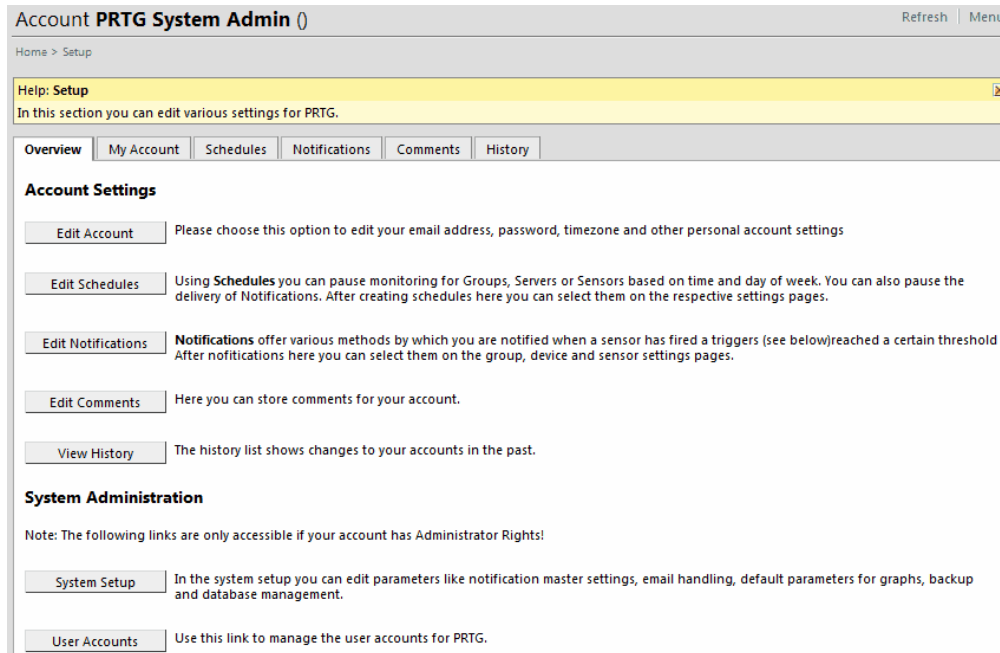 Account PRTG System Admin ()
Refresh
Menu
Home > Setup
Help: Setup
In this section you can edit various settings for PRTG.
Overview
My Account
Schedules
Notifications
Comments
History
Account Settings
Edit Account
Please choose this option to edit your email address, password, timezone and other personal account settings
Edit Schedules
Using Schedules you can pause monitoring for Groups, Servers or Sensors based on time and day of week. You can also pause the
delivery of Notifications. After creating schedules here you can select them on the respective settings pages.
Edit Notifications
Notifications offer various methods by which you are notified when a sensor has fired a triggers (see below)reached a certain threshold
After nofitications here you can select them on the group, device and sensor settings pages.
Edit Comments
Here you can store comments for your account.
View History
The history list shows changes to your accounts in the past.
System Administration
Note: The following links are only accessible if your account has Administrator Rights!
System Setup
In the system setup you can edit parameters like notification master settings, email handling, default parameters for graphs, backup
and database management.
User Accounts
Use this link to manage the user accounts for PRTG.